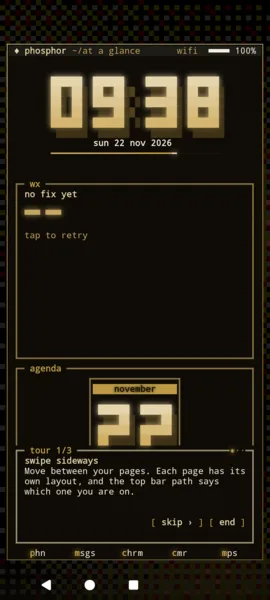 ♦ phosphor ~/at a glance wifi 100%
09:38
sun 22 nov 2026
wx
no fix yet
--
tap to retry
agenda
november
22
tour 1/3
swipe sideways
Move between your pages. Each page has its
own layout, and the top bar path says
which one you are on.
[ skip › ] [ end ]
phn msgs chrm cmr mps